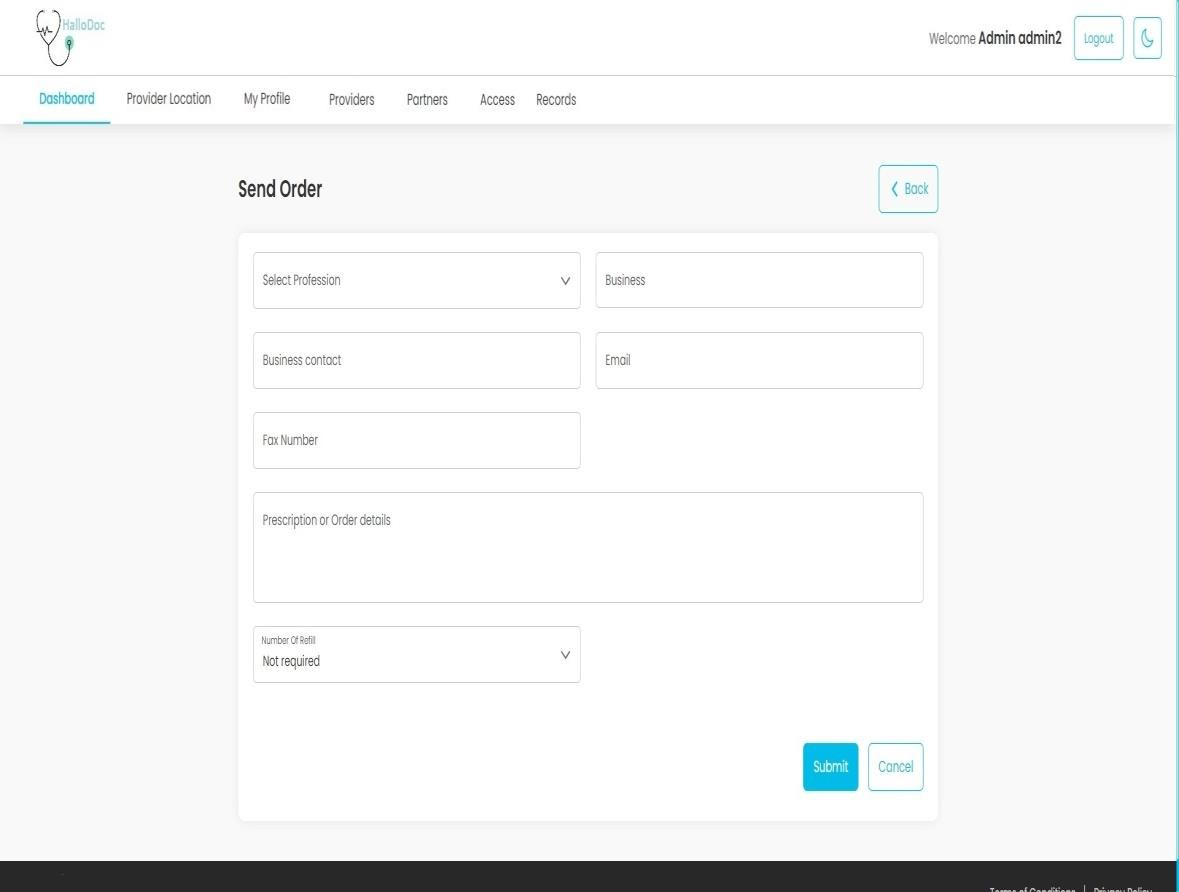 HalloDoc
Welcome Admin admin2 Logout
Dashboard Provider Location My Profile Providers Partners Access Records
Send Order
Back
Select Profession Business
Business contact Email
Fax Number
Prescription or Order details
Number Of Refill
Not required
Submit Cancel
Terms of Conditions | Privacy Policy